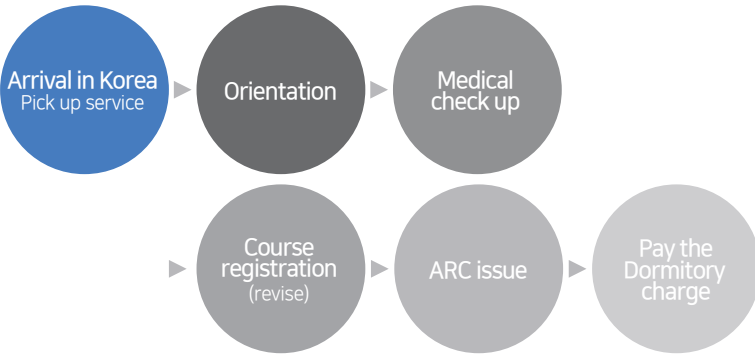 Arrival in Korea
Pick up service
Orientation
Medical
check up
Course
registration
(revise)
ARC issue
Pay the
Dormitory
charge